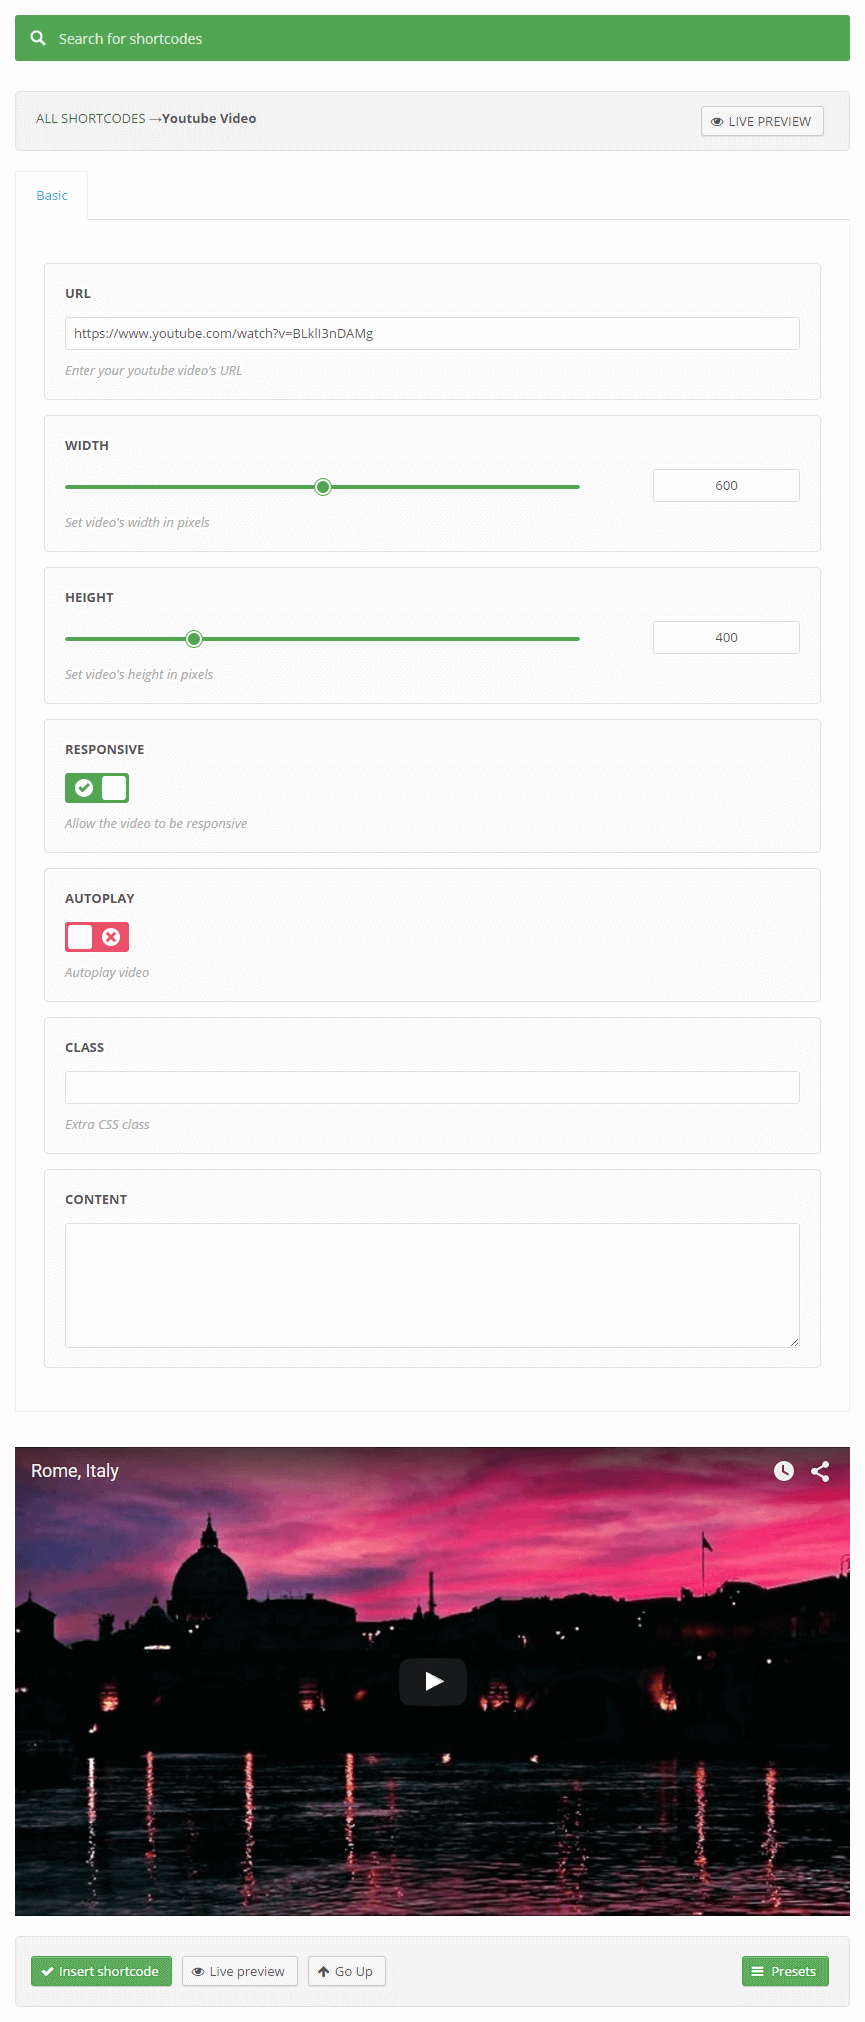 Search for shortcodes
ALL SHORTCODES →Youtube Video
LIVE PREVIEW
Basic
URL
https://www.youtube.com/watch?v=BLklI3nDAMg
Enter your youtube video's URL
WIDTH
600
Set video's width in pixels
HEIGHT
400
Set video's height in pixels
RESPONSIVE
Allow the video to be responsive
AUTOPLAY
Autoplay video
CLASS
Extra CSS class
CONTENT
Rome, Italy
Insert shortcode
Live preview
Go Up
Presets